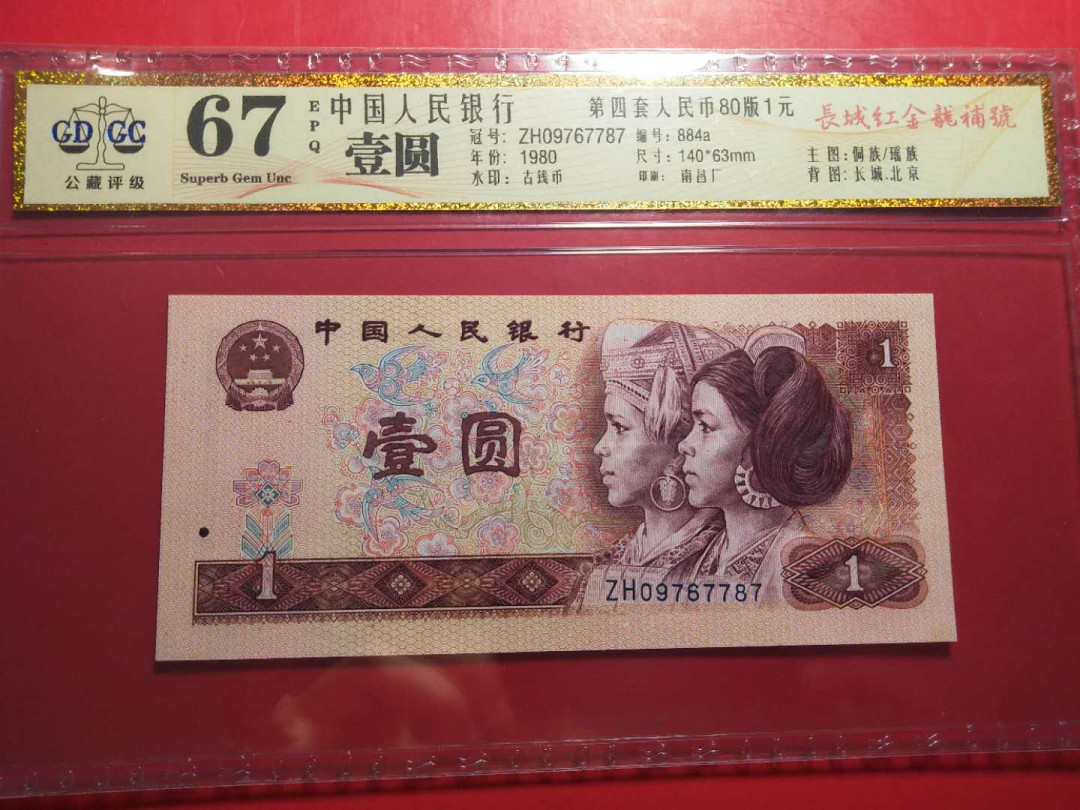 GDGC
公藏评级
67
EPQ
Superb Gem Unc
中国人民银行
壹圆
第四套人民币80版1元
冠号: ZH09767787 编号: 884a
年份: 1980 尺寸: 140*63mm
水印: 古钱币 印刷: 南昌厂
長城红金龍補號
主图: 侗族/瑶族
背图: 长城.北京
中国人民银行
1
壹圆
1
ZH09767787
1